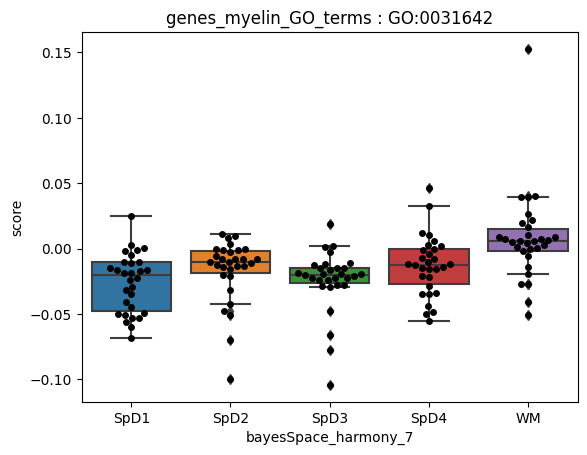 genes_myelin_GO_terms : GO:0031642
0.15
0.10
0.05
0.00
−0.05
−0.10
score
SpD1 SpD2 SpD3 SpD4 WM
bayesSpace_harmony_7